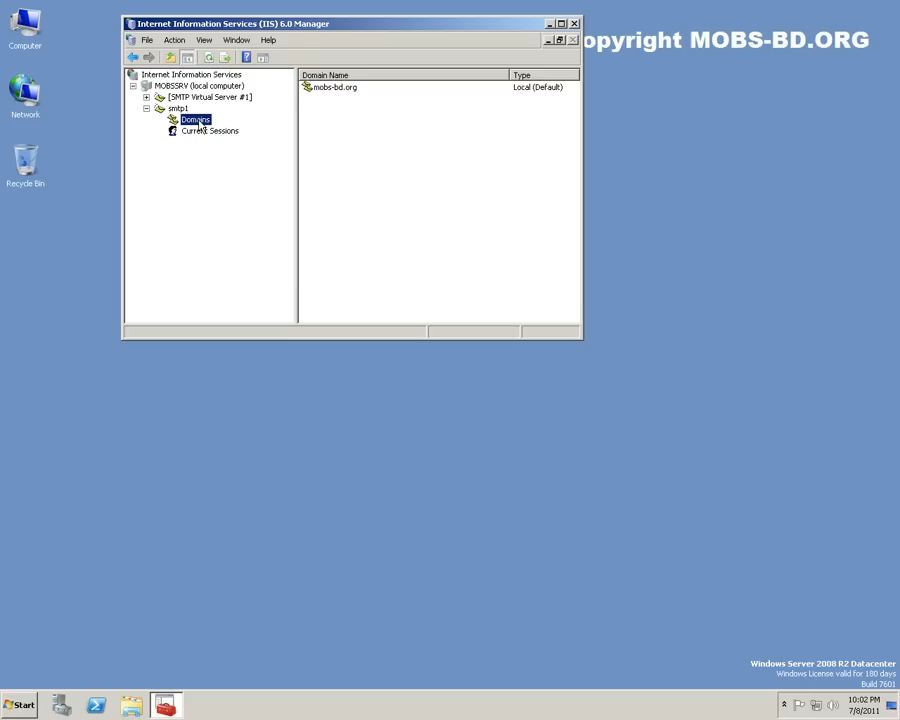 Internet Information Services (IIS) 6.0 Manager
opyright MOBS-BD.ORG
File Action View Window Help
Computer
Internet Information Services
MOBSSRV (local computer)
[SMTP Virtual Server #1]
smtp1
Domains
Current Sessions
Domain Name Type
mobs-bd.org Local (Default)
Network
Recycle Bin
Windows Server 2008 R2 Datacenter
Windows License valid for 180 days
Build 7601
Start
10:02 PM
7/8/2011